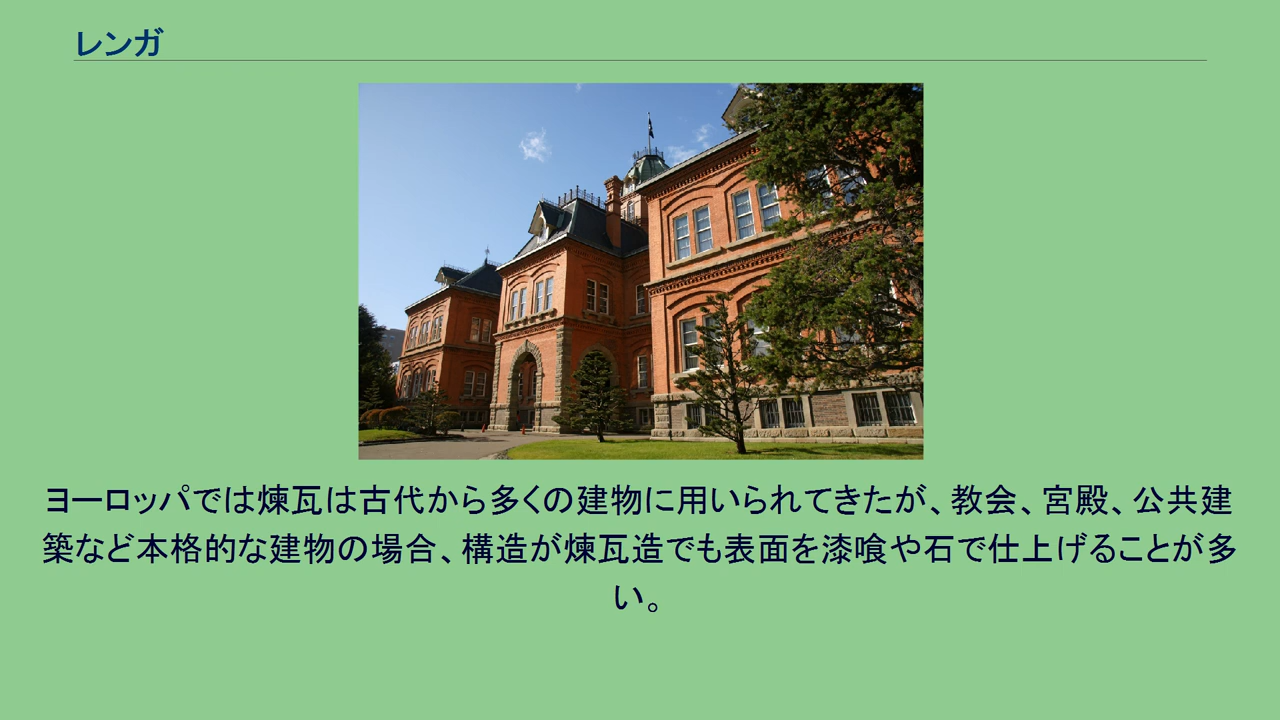 レンガ
ヨーロッパでは煉瓦は古代から多くの建物に用いられてきたが、教会、宮殿、公共建
築など本格的な建物の場合、構造が煉瓦造でも表面を漆喰や石で仕上げることが多
い。